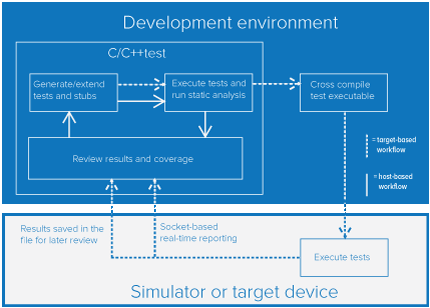 Development environment
C/C++test
Generate/extend
tests and stubs
Execute tests and
run static analysis
Cross compile
test executable
Review results and coverage
= target-based
workflow
= host-based
workflow
Results saved in the
file for later review
Socket-based
real-time reporting
Execute tests
Simulator or target device